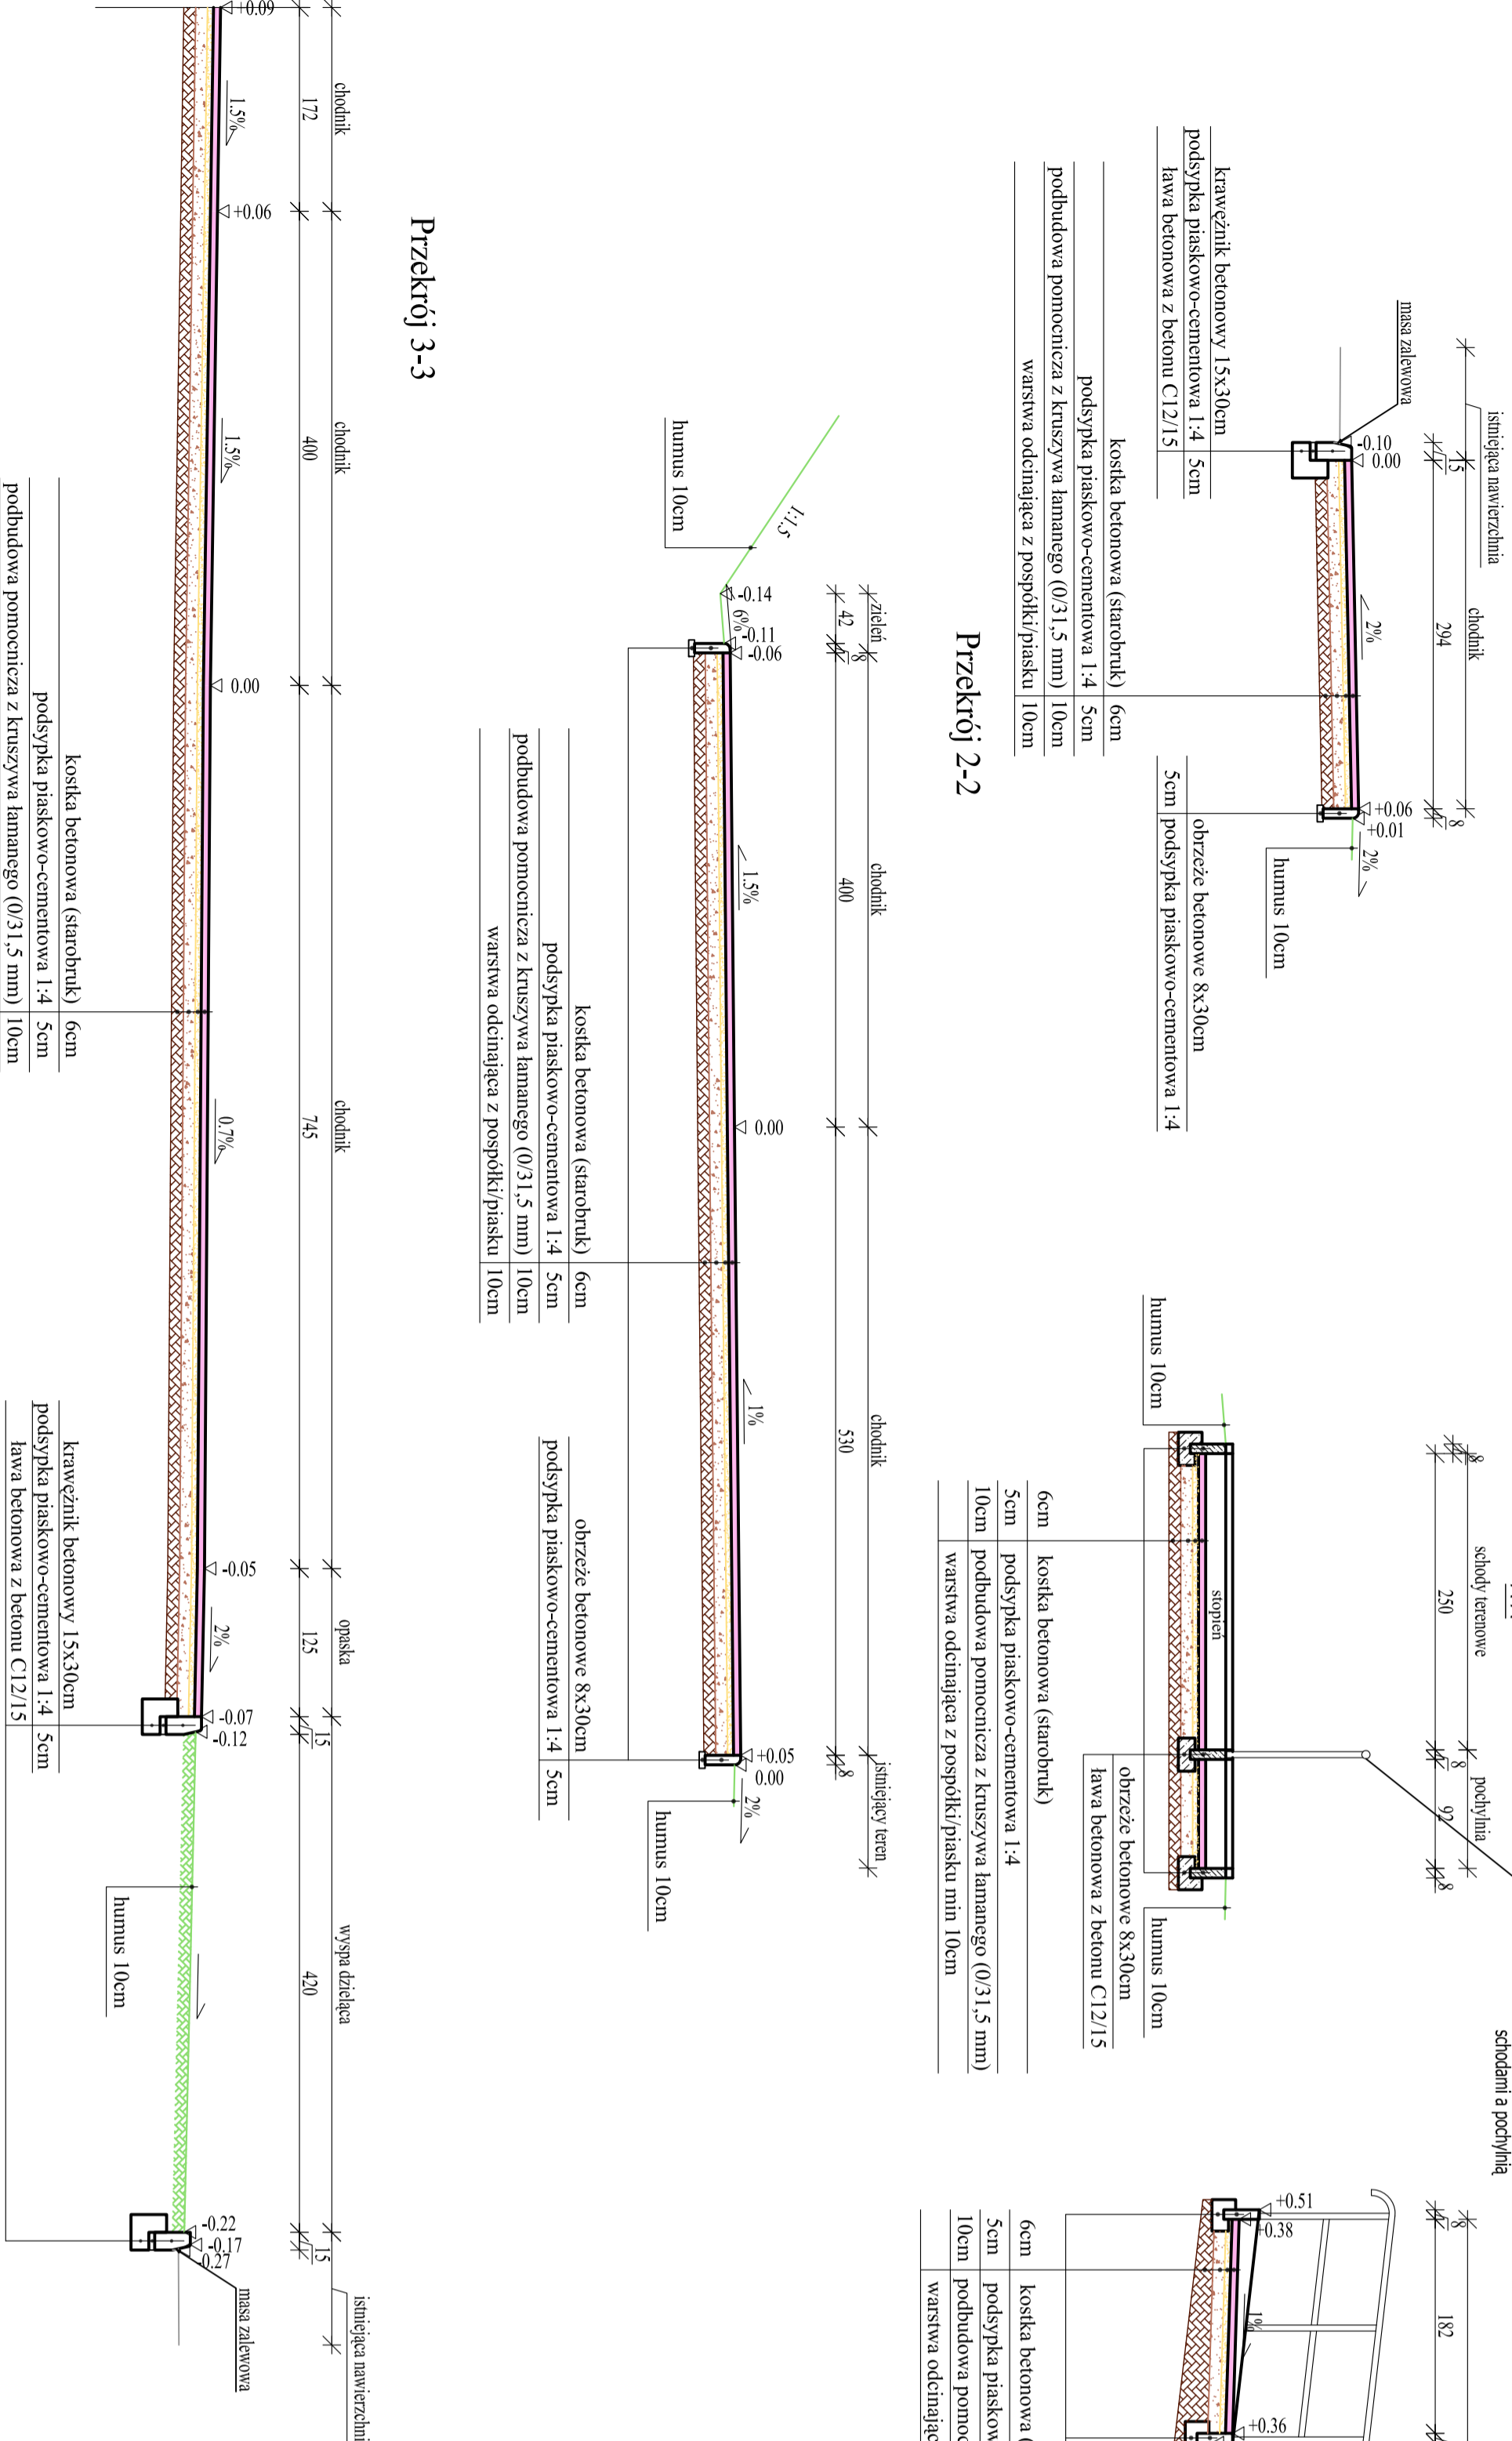 istniejąca nawierzchnia
chodnik
15
294
8
masa zalewowa
-0.10
0.00
2%
+0.06
+0.01
2%
humus 10cm
krawężnik betonowy 15x30cm
podsypka piaskowo-cementowa 1:4 5cm
ława betonowa z betonu C12/15
obrzeże betonowe 8x30cm
5cm podsypka piaskowo-cementowa 1:4
kostka betonowa (starobruk) 6cm
podsypka piaskowo-cementowa 1:4 5cm
podbudowa pomocnicza z kruszywa łamanego (0/31,5 mm) 10cm
warstwa odcinająca z pospółki/piasku 10cm
schodami a pochylnią
schody terenowe
pochylnia
8
250
8
92
8
stopień
humus 10cm
humus 10cm
obrzeże betonowe 8x30cm
ława betonowa z betonu C12/15
6cm kostka betonowa (starobruk)
5cm podsypka piaskowo-cementowa 1:4
10cm podbudowa pomocnicza z kruszywa łamanego (0/31,5 mm)
warstwa odcinająca z pospółki/piasku min 10cm
8
182
+0.51
+0.38
1%
+0.36
6cm kostka betonowa (
5cm podsypka piaskow
10cm podbudowa pomoc
warstwa odcinając
Przekrój 2-2
zieleń
chodnik
chodnik
istniejący teren
42
8
400
530
8
1:1.5
-0.14
6%
-0.11
-0.06
1.5%
0.00
1%
+0.05
0.00
2%
humus 10cm
humus 10cm
kostka betonowa (starobruk) 6cm
podsypka piaskowo-cementowa 1:4 5cm
podbudowa pomocnicza z kruszywa łamanego (0/31,5 mm) 10cm
warstwa odcinająca z pospółki/piasku 10cm
obrzeże betonowe 8x30cm
podsypka piaskowo-cementowa 1:4 5cm
Przekrój 3-3
chodnik
chodnik
chodnik
opaska
wyspa dzieląca
istniejąca nawierzchni
172
400
745
125
15
420
15
+0.09
1.5%
+0.06
1.5%
0.00
0.7%
-0.05
2%
-0.07
-0.12
-0.22
-0.17
-0.27
masa zalewowa
humus 10cm
kostka betonowa (starobruk) 6cm
podsypka piaskowo-cementowa 1:4 5cm
podbudowa pomocnicza z kruszywa łamanego (0/31,5 mm) 10cm
krawężnik betonowy 15x30cm
podsypka piaskowo-cementowa 1:4 5cm
ława betonowa z betonu C12/15